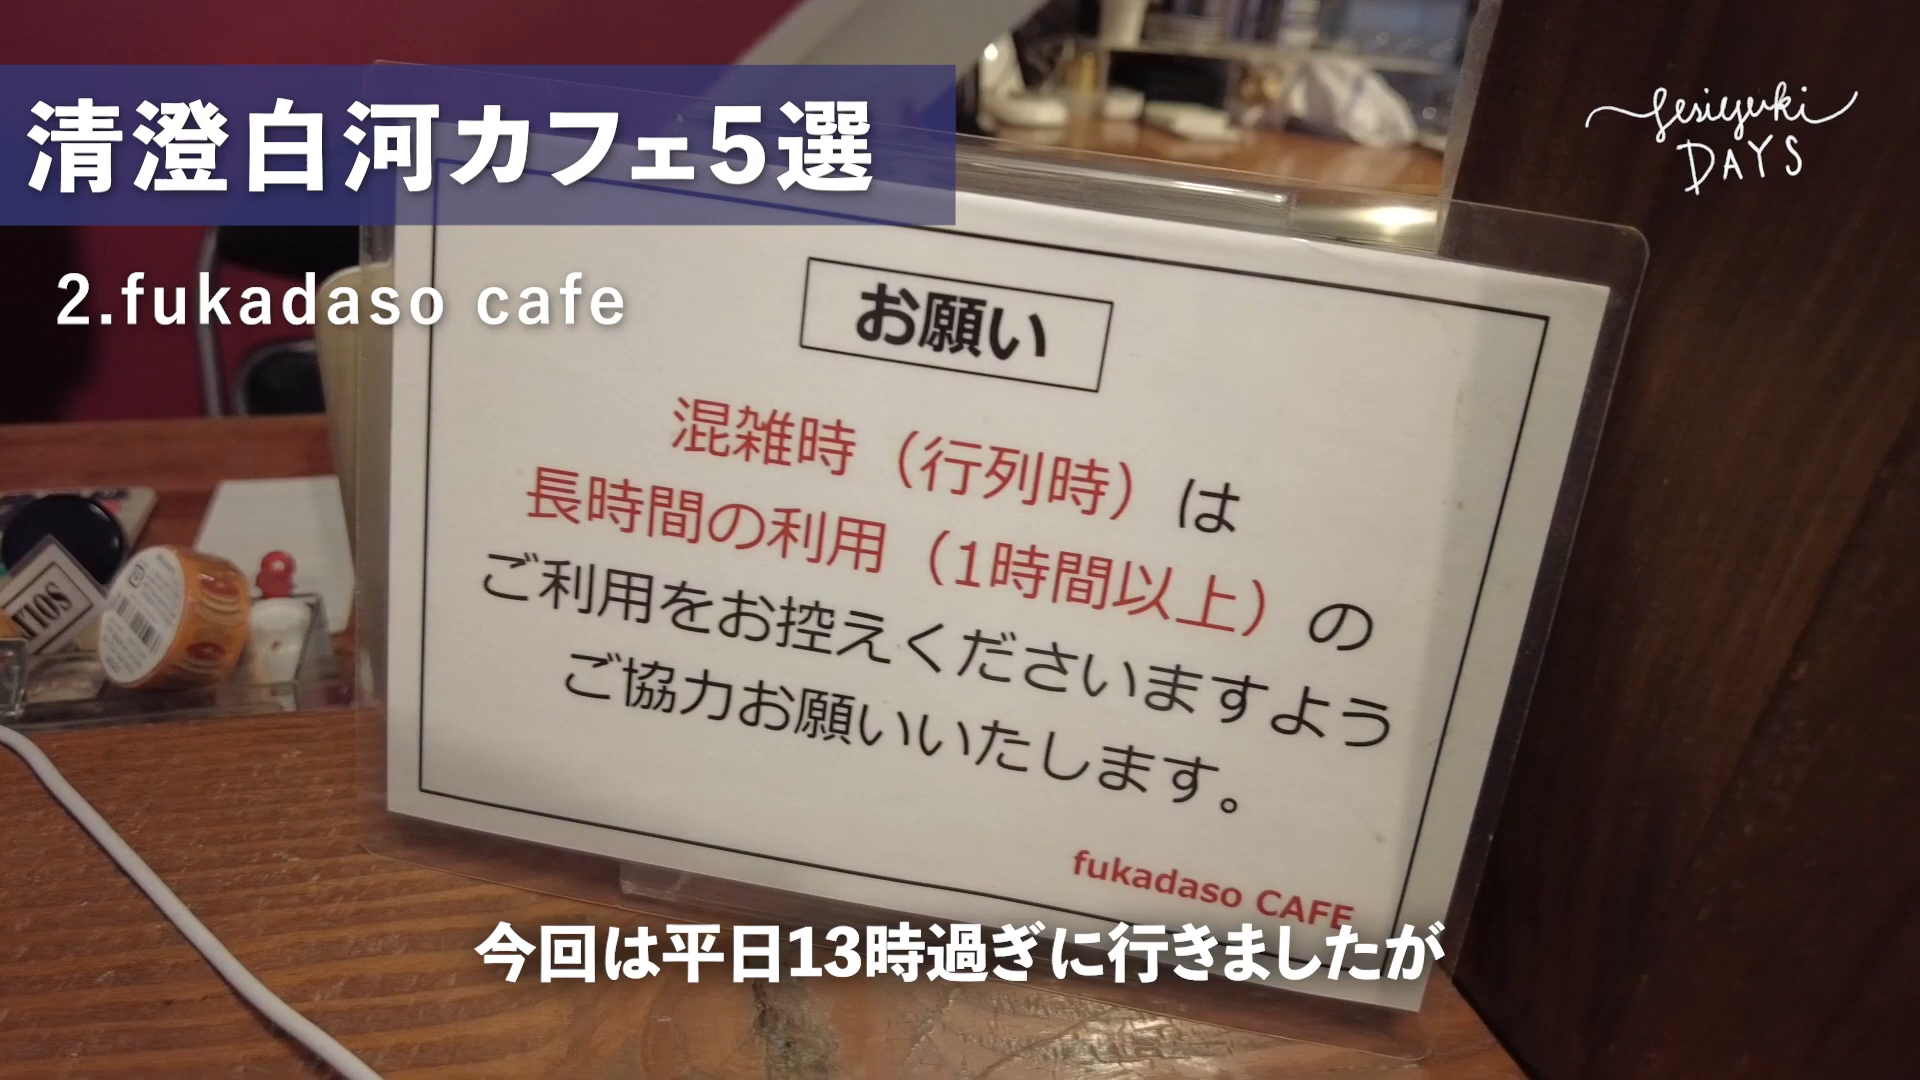 清澄白河カフェ5選
2.fukadaso cafe
DAYS
お願い
混雑時（行列時）は
長時間の利用（1時間以上）の
ご利用をお控えくださいますよう
ご協力お願いいたします。
fukadaso CAFE
今回は平日13時過ぎに行きましたが